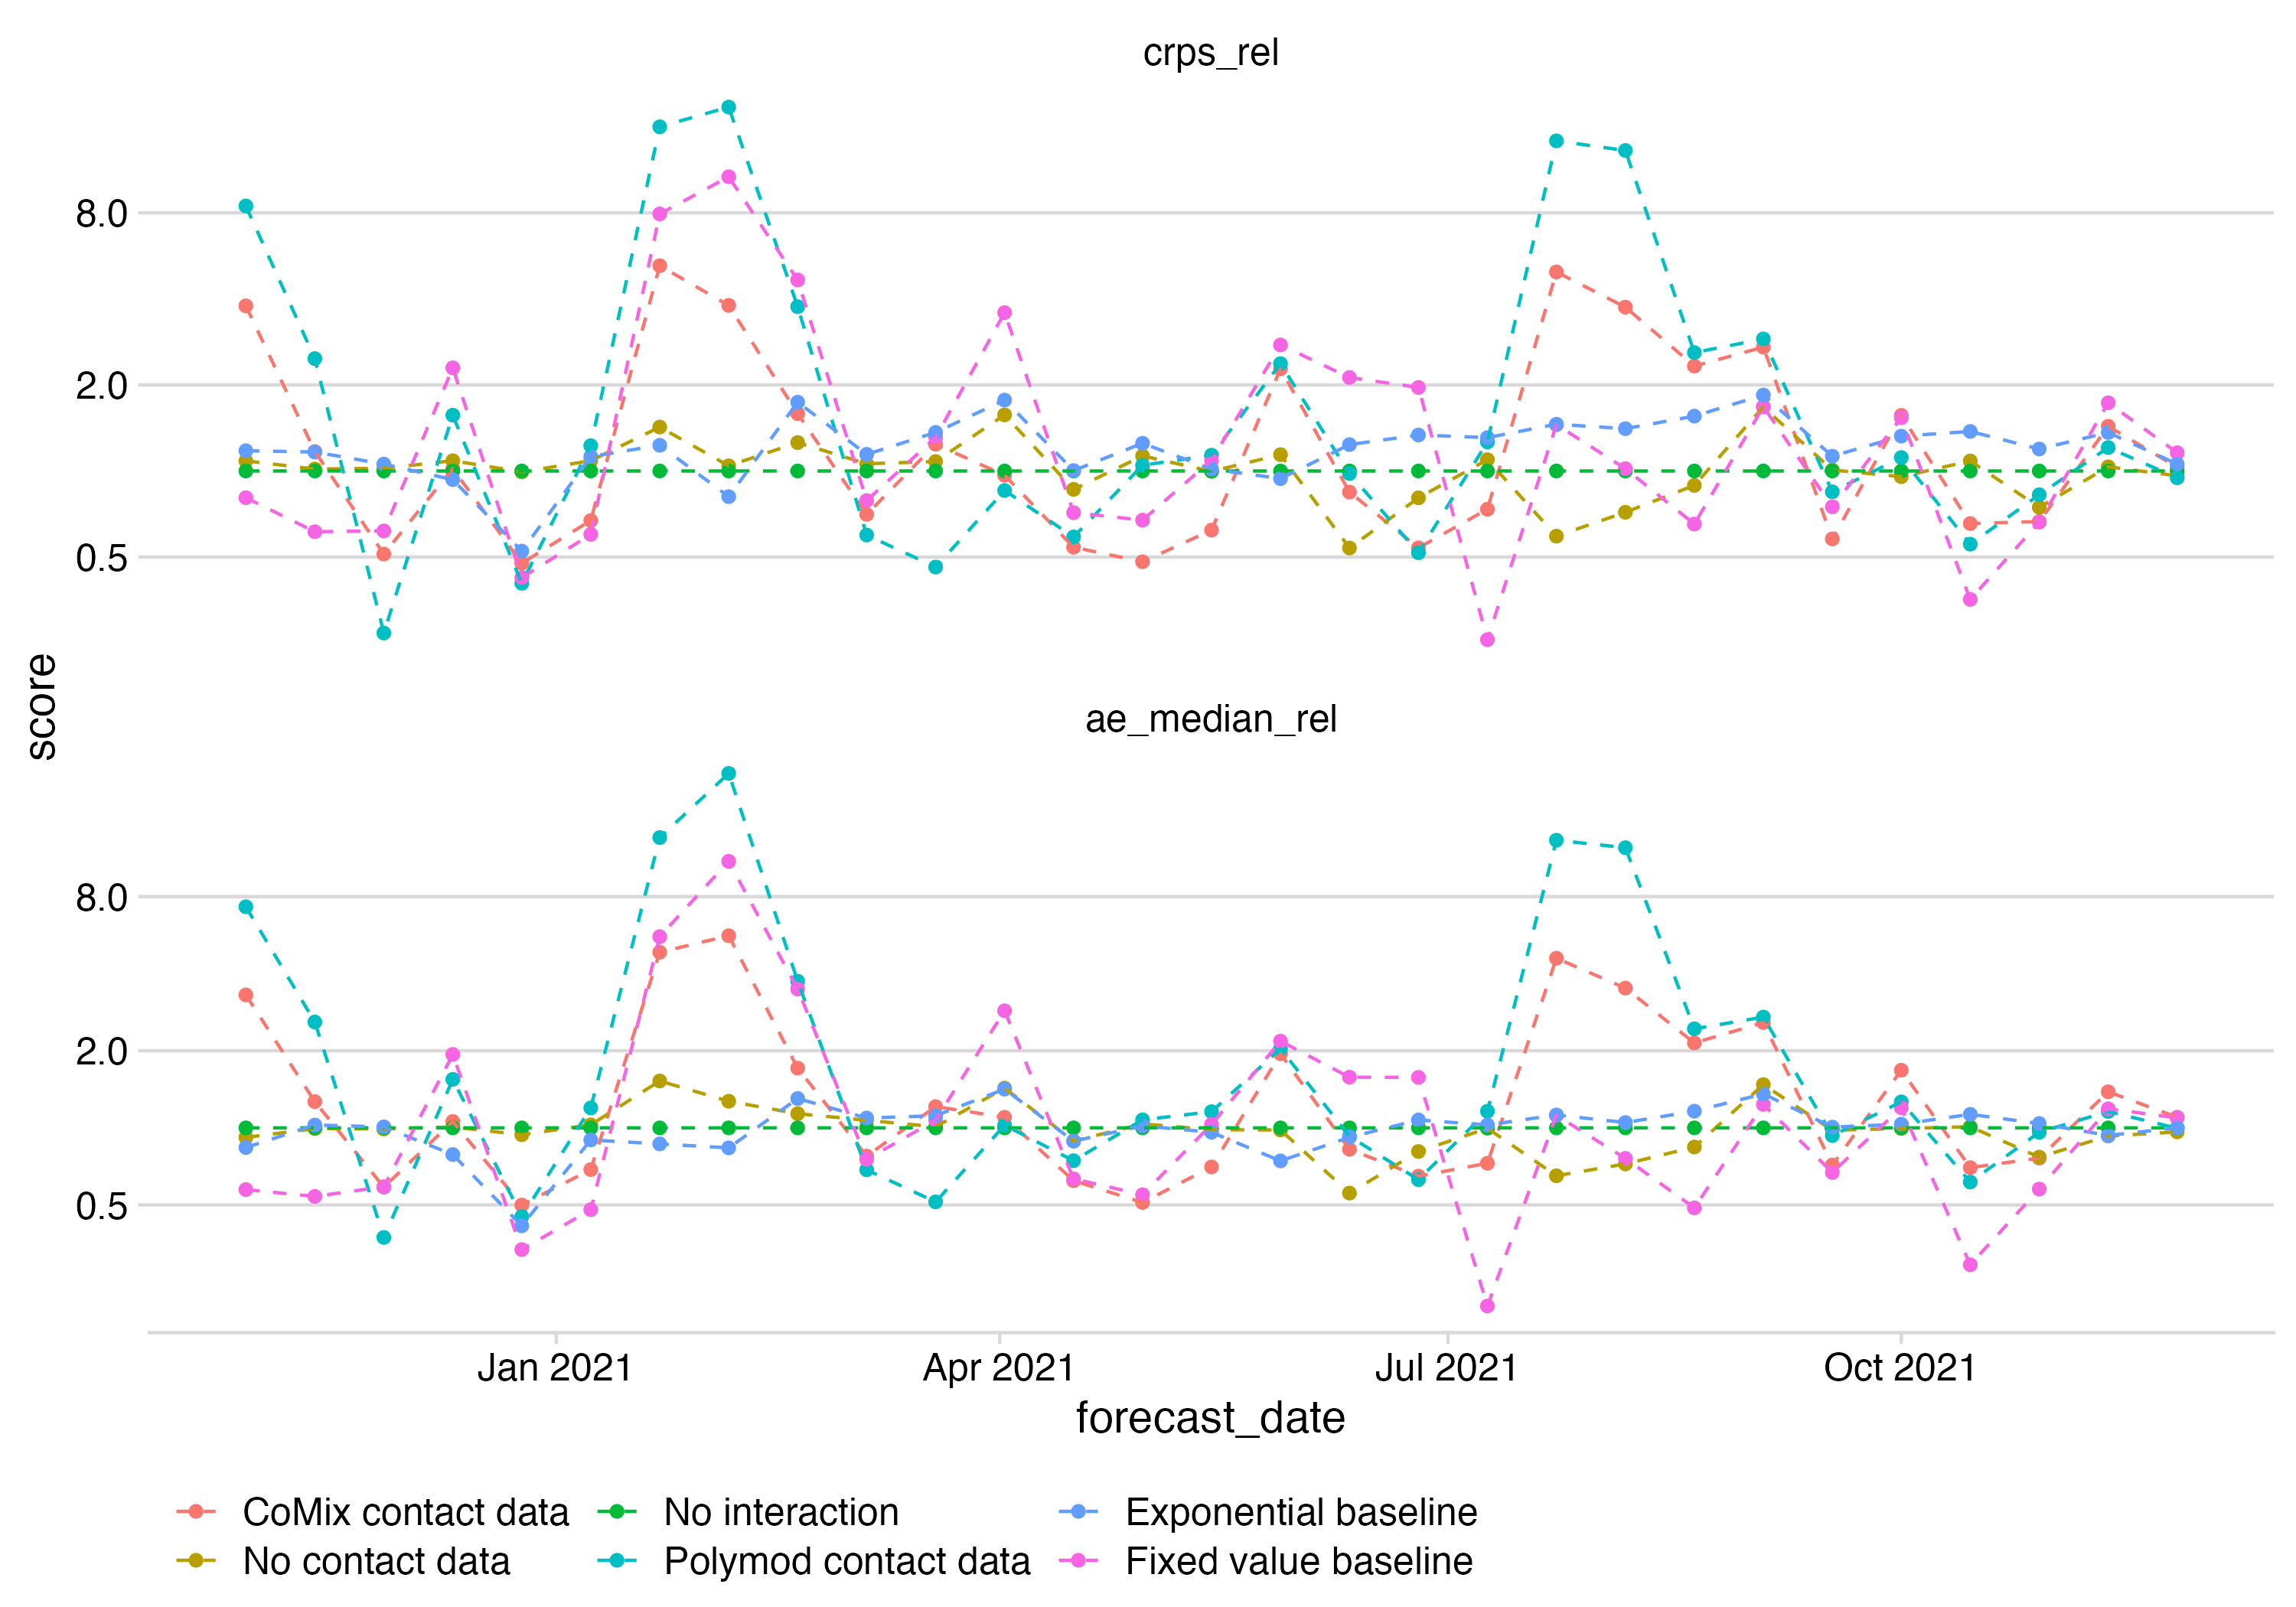 crps_rel
8.0
2.0
0.5
score
ae_median_rel
8.0
2.0
0.5
Jan 2021 Apr 2021 Jul 2021 Oct 2021
forecast_date
CoMix contact data No interaction Exponential baseline
No contact data Polymod contact data Fixed value baseline